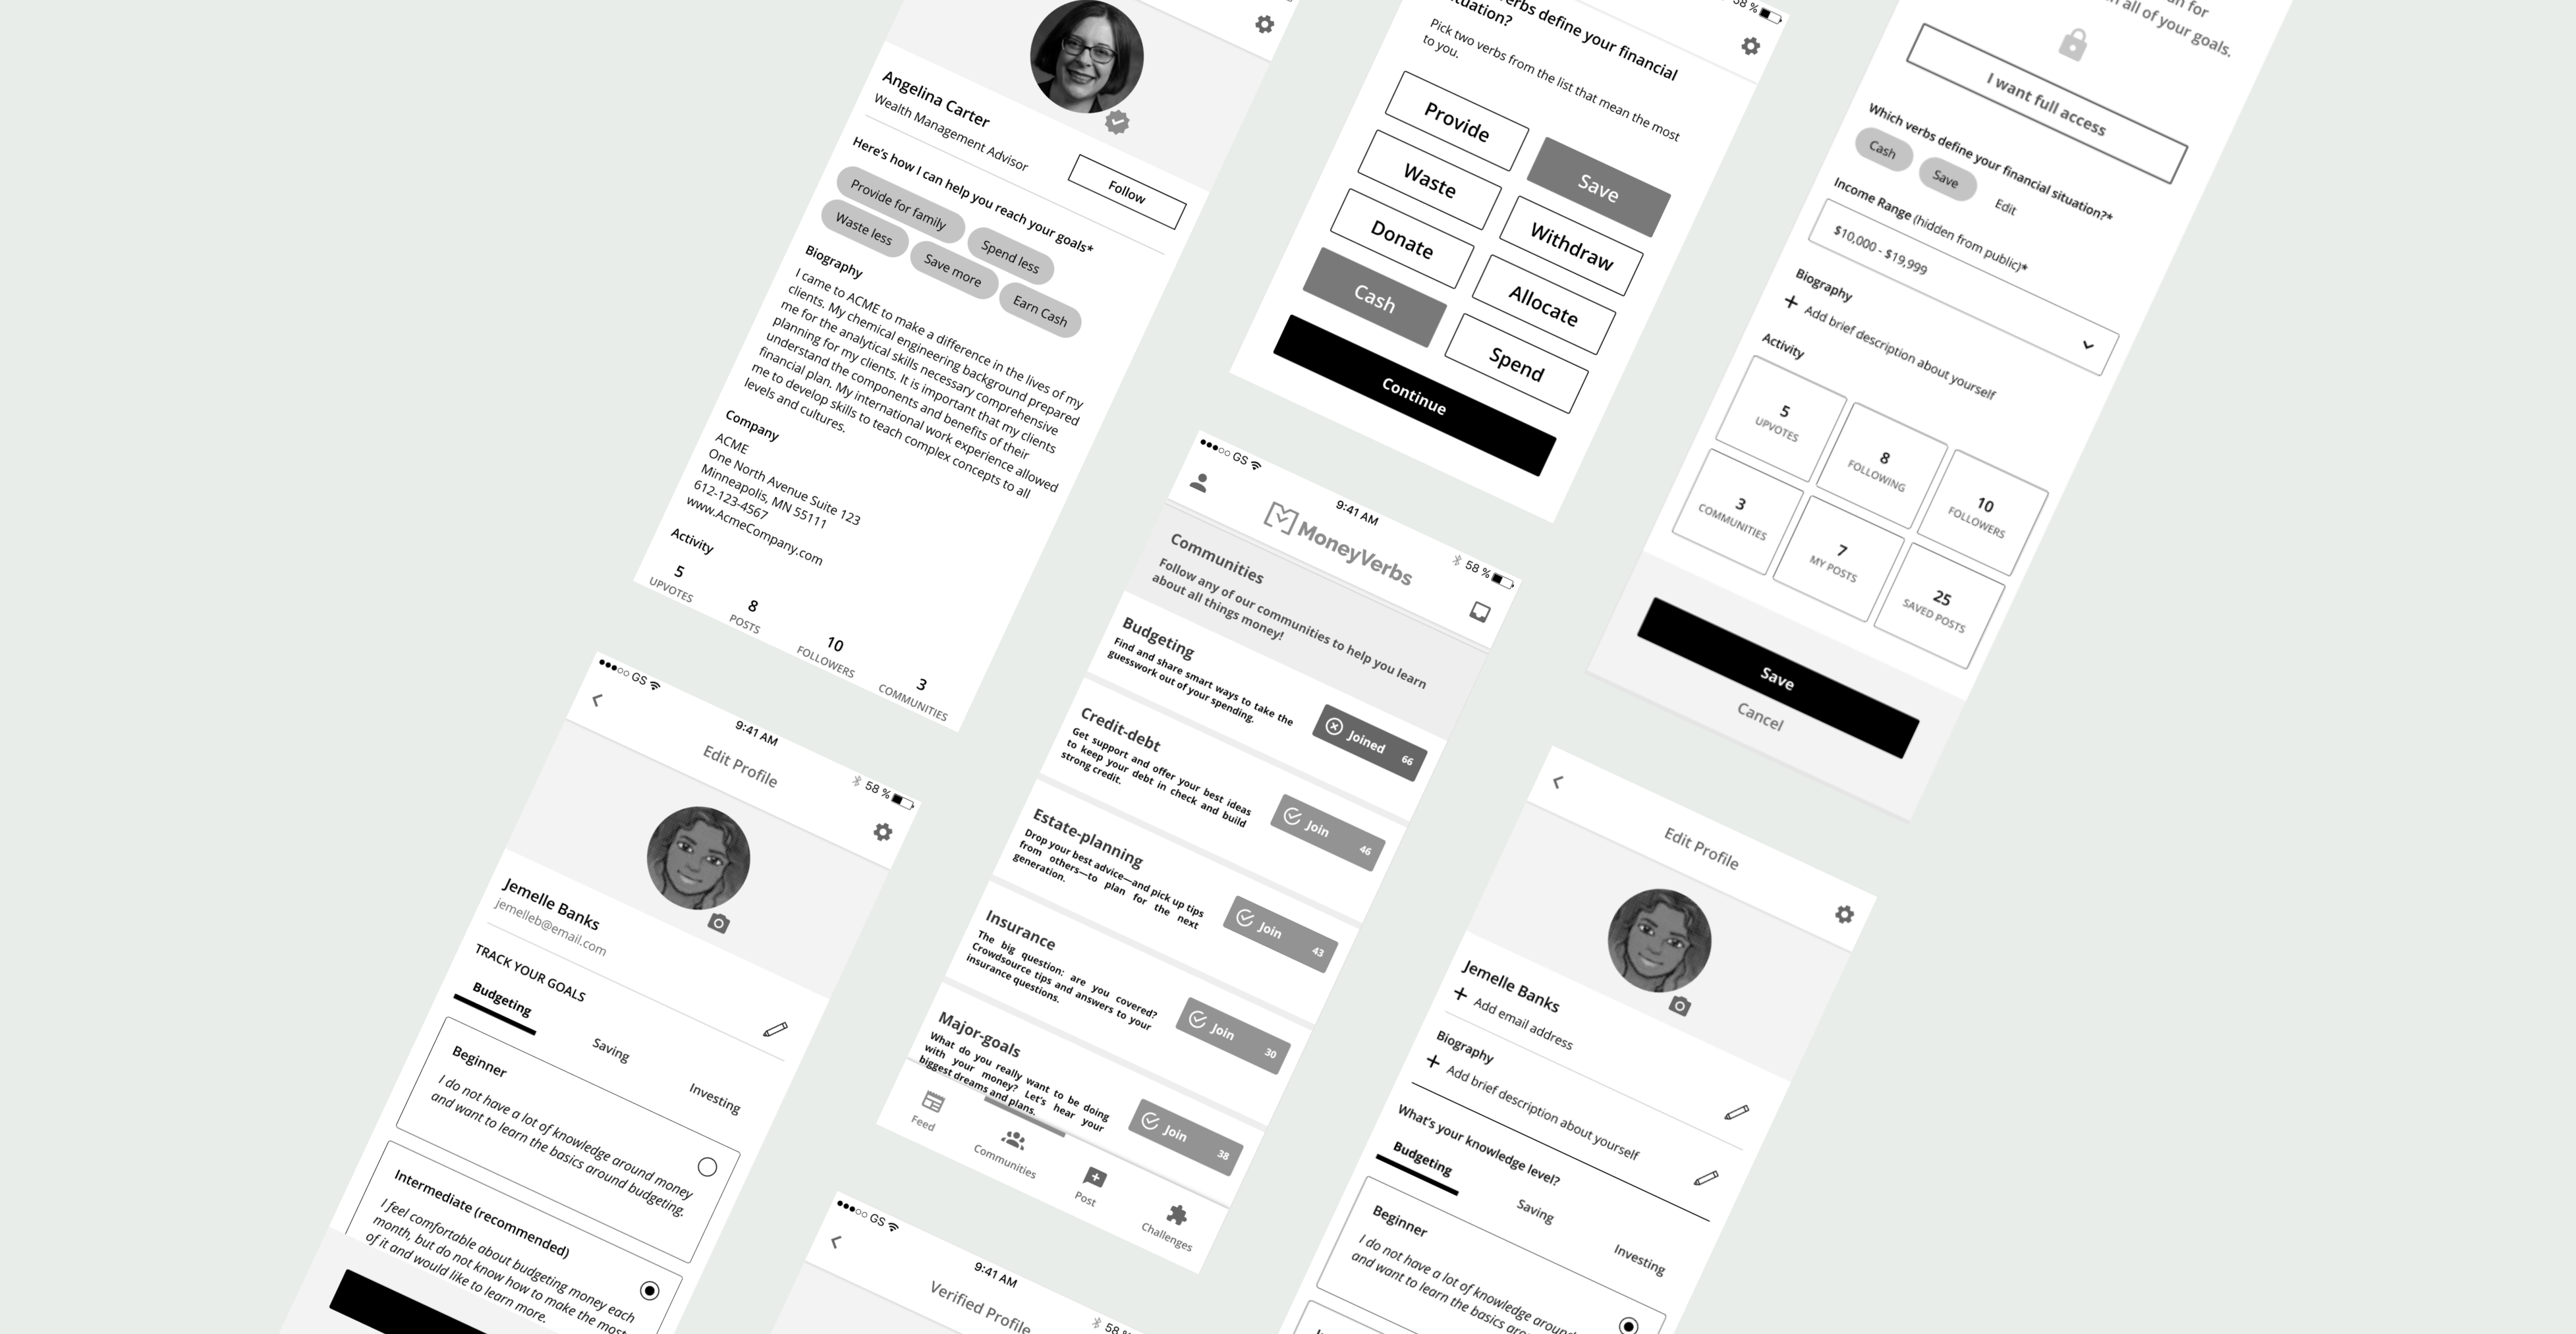 Angelina Carter
Wealth Management Advisor
Follow
Here's how I can help you reach your goals*
Provide for family
Spend less
Waste less
Save more
Earn Cash
Biography
I came to ACME to make a difference in the lives of my
clients. My chemical engineering background prepared
me for the analytical skills necessary comprehensive
planning for my clients. It is important that my clients
understand the components and benefits of their
financial plan. My international work experience allowed
me to develop skills to teach complex concepts to all
levels and cultures.
Company
ACME
One North Avenue Suite 123
Minneapolis, MN 55111
612-123-4567
www.AcmeCompany.com
Activity
5
UPVOTES
8
POSTS
10
FOLLOWERS
3
COMMUNITIES
58 %
verbs define your financial
situation?
Pick two verbs from the list that mean the most
to you.
Provide
Save
Waste
Withdraw
Donate
Allocate
Cash
Spend
Continue
for
all of your goals.
I want full access
Which verbs define your financial situation?*
Cash
Save
Edit
Income Range (hidden from public)*
$10,000 - $19,999
Biography
+ Add brief description about yourself
Activity
5
UPVOTES
8
FOLLOWING
10
FOLLOWERS
3
COMMUNITIES
7
MY POSTS
25
SAVED POSTS
Save
Cancel
GS
9:41 AM
58 %
Edit Profile
Jemelle Banks
jemelleb@email.com
TRACK YOUR GOALS
Budgeting
Saving
Investing
Beginner
I do not have a lot of knowledge around money
and want to learn the basics around budgeting.
Intermediate (recommended)
I feel comfortable about budgeting money each
month, but do not know how to make the most
of it and would like to learn more.
GS
9:41 AM
58 %
MoneyVerbs
Communities
Follow any of our communities to help you learn
about all things money!
Budgeting
Find and share smart ways to take the
guesswork out of your spending.
Joined 66
Credit-debt
Get support and offer your best ideas
to keep your debt in check and build
strong credit.
Join 46
Estate-planning
Drop your best advice—and pick up tips
from others—to plan for the next
generation.
Join 43
Insurance
The big question: are you covered?
Crowdsource tips and answers to your
insurance questions.
Join 30
Major-goals
What do you really want to be doing
with your money? Let's hear your
biggest dreams and plans.
Join 38
Feed
Communities
Post
Challenges
GS
9:41 AM
58 %
Verified Profile
Edit Profile
Jemelle Banks
+ Add email address
Biography
+ Add brief description about yourself
What's your knowledge level?
Budgeting
Saving
Investing
Beginner
I do not have a lot of knowledge around
and want to learn the basics